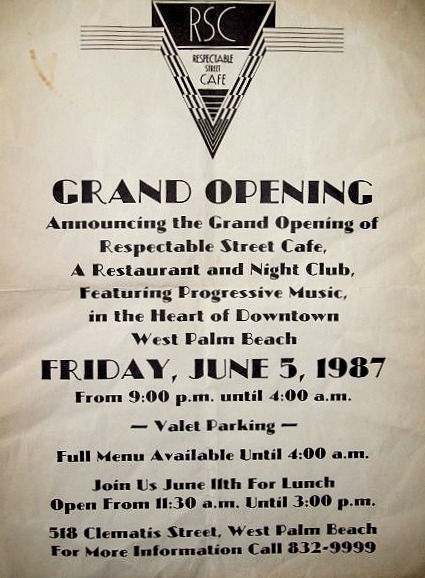 RSC
RESPECTABLE
STREET
CAFE
GRAND OPENING
Announcing the Grand Opening of
Respectable Street Cafe,
A Restaurant and Night Club,
Featuring Progressive Music,
in the Heart of Downtown
West Palm Beach
FRIDAY, JUNE 5, 1987
From 9:00 p.m. until 4:00 a.m.
— Valet Parking —
Full Menu Available Until 4:00 a.m.
Join Us June 11th For Lunch
Open From 11:30 a.m. Until 3:00 p.m.
518 Clematis Street, West Palm Beach
For More Information Call 832-9999